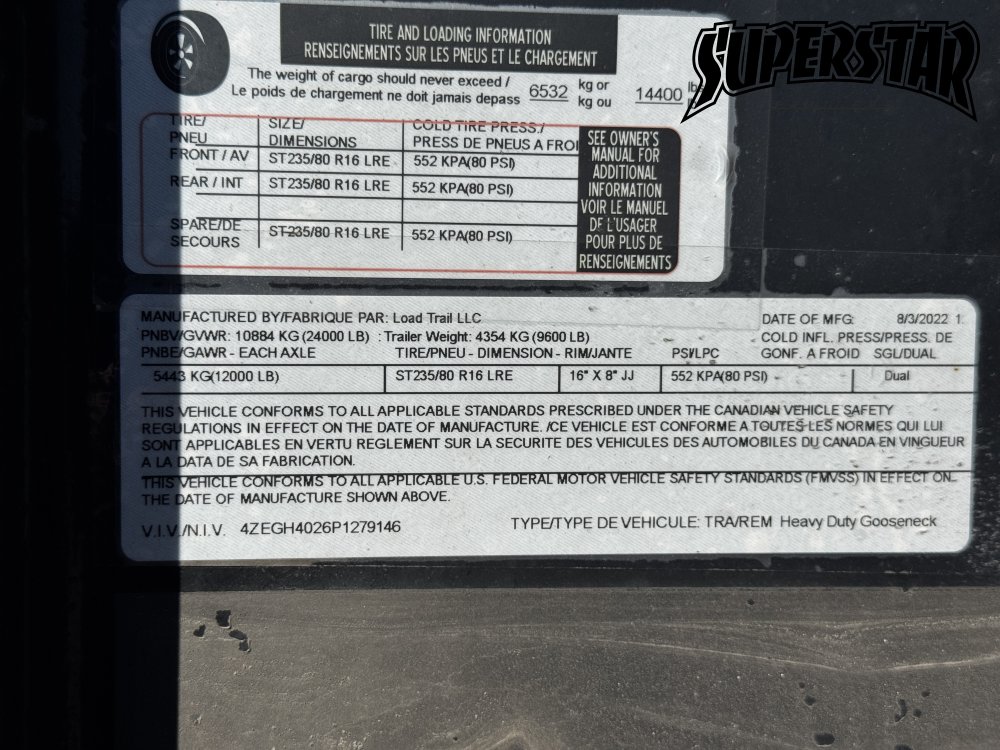 SUPERSTAR
TIRE AND LOADING INFORMATION
RENSEIGNEMENTS SUR LES PNEUS ET LE CHARGEMENT
The weight of cargo should never exceed /
Le poids de chargement ne doit jamais depass
6532 kg or
kg ou
14400
TIRE/
PNEU
SIZE/
DIMENSIONS
COLD TIRE PRESS./
PRESS DE PNEUS A FROI
FRONT / AV ST235/80 R16 LRE 552 KPA(80 PSI)
REAR / INT ST235/80 R16 LRE 552 KPA(80 PSI)
SPARE/DE
SECOURS
ST235/80 R16 LRE 552 KPA(80 PSI)
SEE OWNER'S
MANUAL FOR
ADDITIONAL
INFORMATION
VOIR LE MANUEL
DE L'USAGER
POUR PLUS DE
RENSEIGNEMENTS
MANUFACTURED BY/FABRIQUE PAR: Load Trail LLC DATE OF MFG: 8/3/2022 1
PNBV/GVWR: 10884 KG (24000 LB) : Trailer Weight: 4354 KG (9600 LB) COLD INFL. PRESS/PRESS. DE
PNBE/GAWR - EACH AXLE TIRE/PNEU - DIMENSION - RIM/JANTE PSI/LPC GONF. A FROID SGL/DUAL
5443 KG(12000 LB) ST235/80 R16 LRE 16" X 8" JJ 552 KPA(80 PSI) Dual
THIS VEHICLE CONFORMS TO ALL APPLICABLE STANDARDS PRESCRIBED UNDER THE CANADIAN VEHICLE SAFETY
REGULATIONS IN EFFECT ON THE DATE OF MANUFACTURE. /CE VEHICLE EST CONFORME A TOUTES LES NORMES QUI LUI
SONT APPLICABLES EN VERTU REGLEMENT SUR LA SECURITE DES VEHICULES DES AUTOMOBILES DU CANADA EN VINGUEUR
A LA DATA DE SA FABRICATION.
THIS VEHICLE CONFORMS TO ALL APPLICABLE U.S. FEDERAL MOTOR VEHICLE SAFETY STANDARDS (FMVSS) IN EFFECT ON
THE DATE OF MANUFACTURE SHOWN ABOVE.
V.I.V./N.I.V. 4ZEGH4026P1279146 TYPE/TYPE DE VEHICULE: TRA/REM Heavy Duty Gooseneck